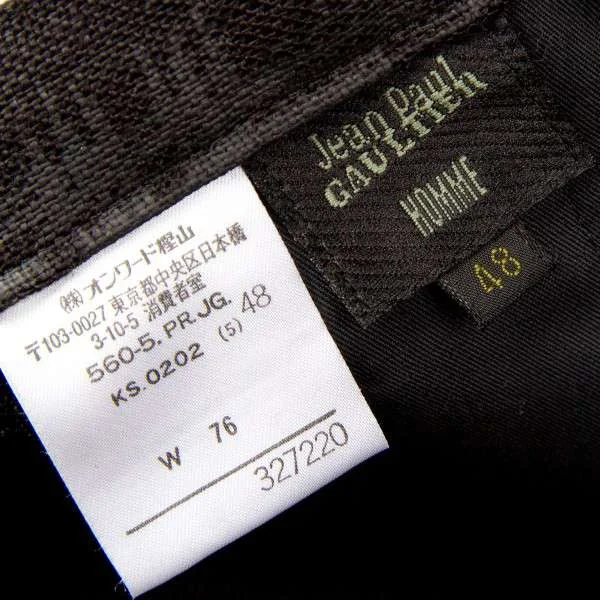 Jean Paul
GAULTIER
HOMME
48
㈱ オンワード樫山
〒103-0027 東京都中央区日本橋
3-10-5 消費者室
560-5. PR.JG. 48
KS.0202 (5)
W 76
327220